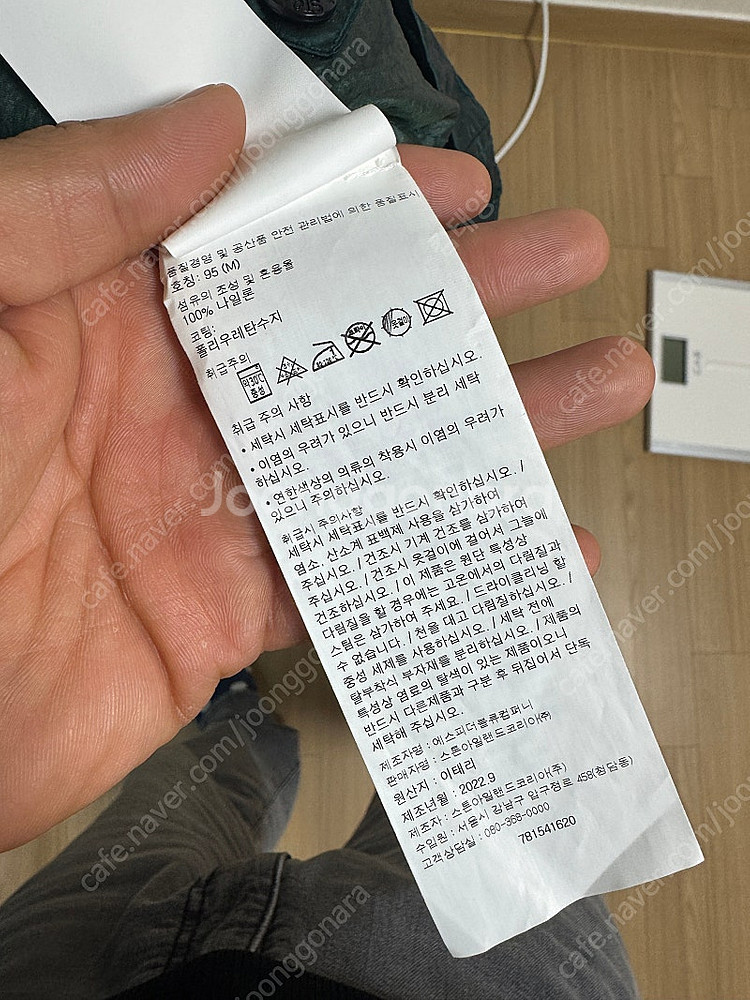 품질경영 및 공산품 안전 관리법에 의한 품질표시
호칭: 95 (M)
섬유의 조성 및 혼용율
100% 나일론
코팅:
폴리우레탄수지
취급주의
약30℃
중성
옷걸이
취급 주의 사항
• 세탁시 세탁표시를 반드시 확인하십시오.
• 이염의 우려가 있으니 반드시 분리 세탁
하십시오.
• 연한색상의 의류의 착용시 이염의 우려가
있으니 주의하십시오.
취급시 주의사항
세탁시 세탁표시를 반드시 확인하십시오. /
염소, 산소계 표백제 사용을 삼가하여
주십시오. / 건조시 기계 건조를 삼가하여
주십시오. / 건조시 옷걸이에 걸어서 그늘에
건조하십시오. / 이 제품은 원단 특성상
다림질을 할 경우에는 고온에서의 다림질과
스팀은 삼가하여 주세요. / 드라이클리닝 할
수 없습니다. / 천을 대고 다림질하십시오. /
중성 세제를 사용하십시오. / 세탁 전에
탈부착식 부자재를 분리하십시오. / 제품의
특성상 염료의 탈색이 있는 제품이오니
반드시 다른제품과 구분 후 뒤집어서 단독
세탁해 주십시오.
제조자명 : 에스피더블류컴퍼니
판매자명 : 스톤아일랜드코리아㈜
원산지 : 이태리
제조년월 : 2022.9
제조자 : 스톤아일랜드코리아(주)
수입원 : 서울시 강남구 압구정로 458(청담동)
고객상담실 : 080-368-0000
781541620
Joonggonara
cafe.naver.com/joonggonara